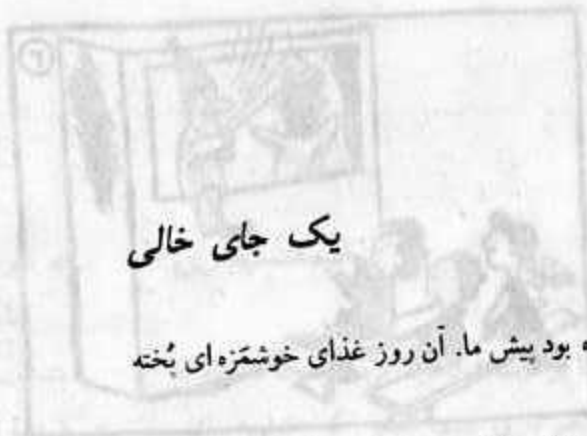 یک جای خالی
ه بود پیش ما. آن روز غذای خوشمَزه ای پُخته